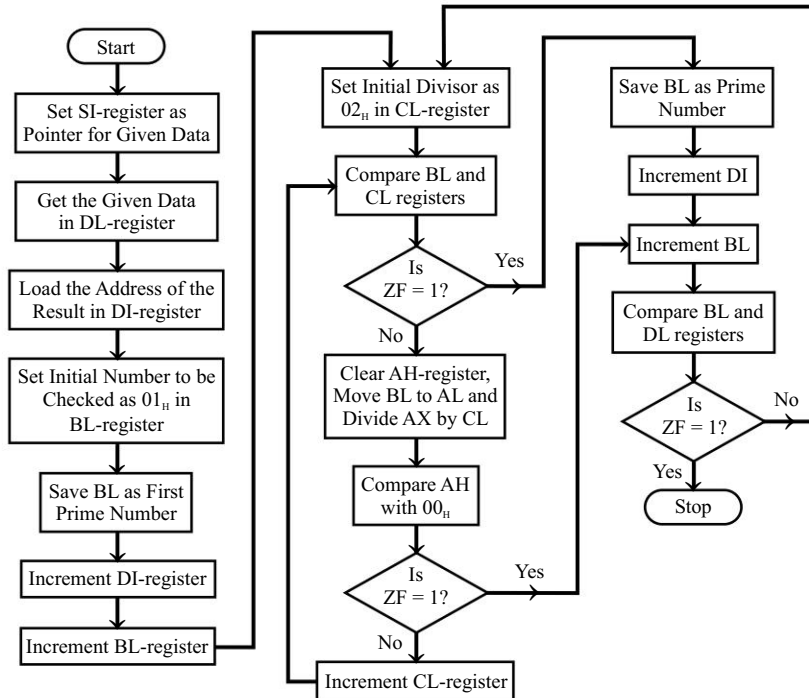 Start
Set SI-register as
Pointer for Given Data
Get the Given Data
in DL-register
Load the Address of the
Result in DI-register
Set Initial Number to be
Checked as 01H in
BL-register
Save BL as First
Prime Number
Increment DI-register
Increment BL-register
Set Initial Divisor as
02H in CL-register
Compare BL and
CL registers
Is
ZF = 1?
Yes
No
Clear AH-register,
Move BL to AL and
Divide AX by CL
Compare AH
with 00H
Is
ZF = 1?
Yes
No
Increment CL-register
Save BL as Prime
Number
Increment DI
Increment BL
Compare BL and
DL registers
Is
ZF = 1?
No
Yes
Stop